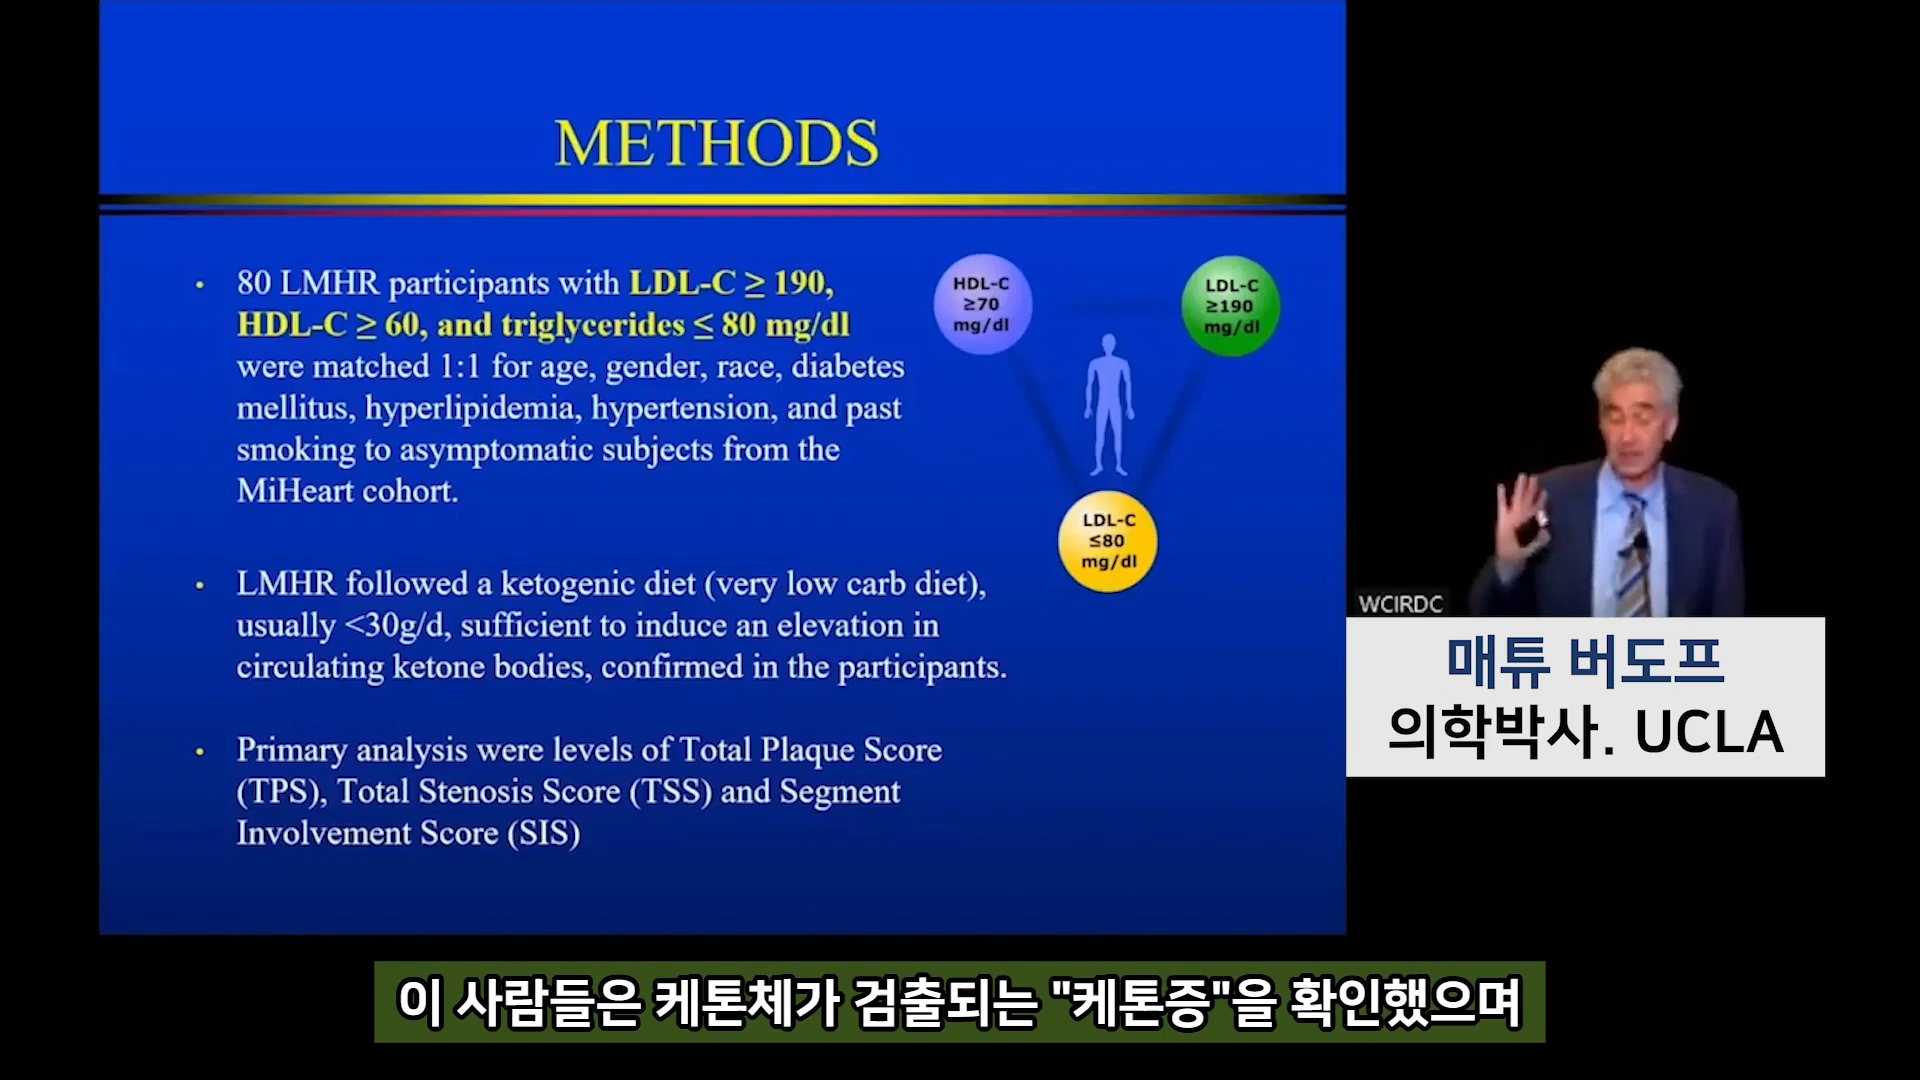 METHODS
• 80 LMHR participants with LDL-C ≥ 190,
HDL-C ≥ 60, and triglycerides ≤ 80 mg/dl
were matched 1:1 for age, gender, race, diabetes
mellitus, hyperlipidemia, hypertension, and past
smoking to asymptomatic subjects from the
MiHeart cohort.
• LMHR followed a ketogenic diet (very low carb diet),
usually <30g/d, sufficient to induce an elevation in
circulating ketone bodies, confirmed in the participants.
• Primary analysis were levels of Total Plaque Score
(TPS), Total Stenosis Score (TSS) and Segment
Involvement Score (SIS)
HDL-C
≥70
mg/dl
LDL-C
≥190
mg/dl
LDL-C
≤80
mg/dl
WCIRDC
매튜 버도프
의학박사. UCLA
이 사람들은 케톤체가 검출되는 "케톤증"을 확인했으며